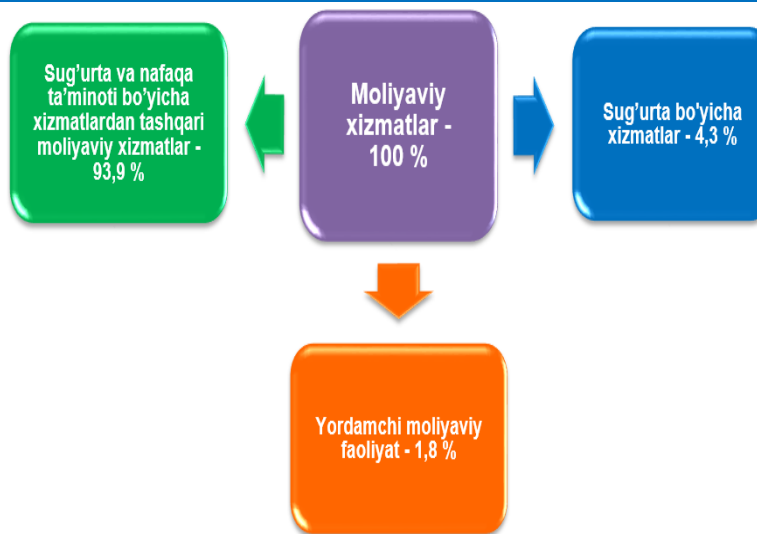 Sug’urta va nafaqa
ta’minoti bo’yicha
xizmatlardan tashqari
moliyaviy xizmatlar -
93,9 %
Moliyaviy
xizmatlar -
100 %
Sug’urta bo'yicha
xizmatlar - 4,3 %
Yordamchi moliyaviy
faoliyat - 1,8 %